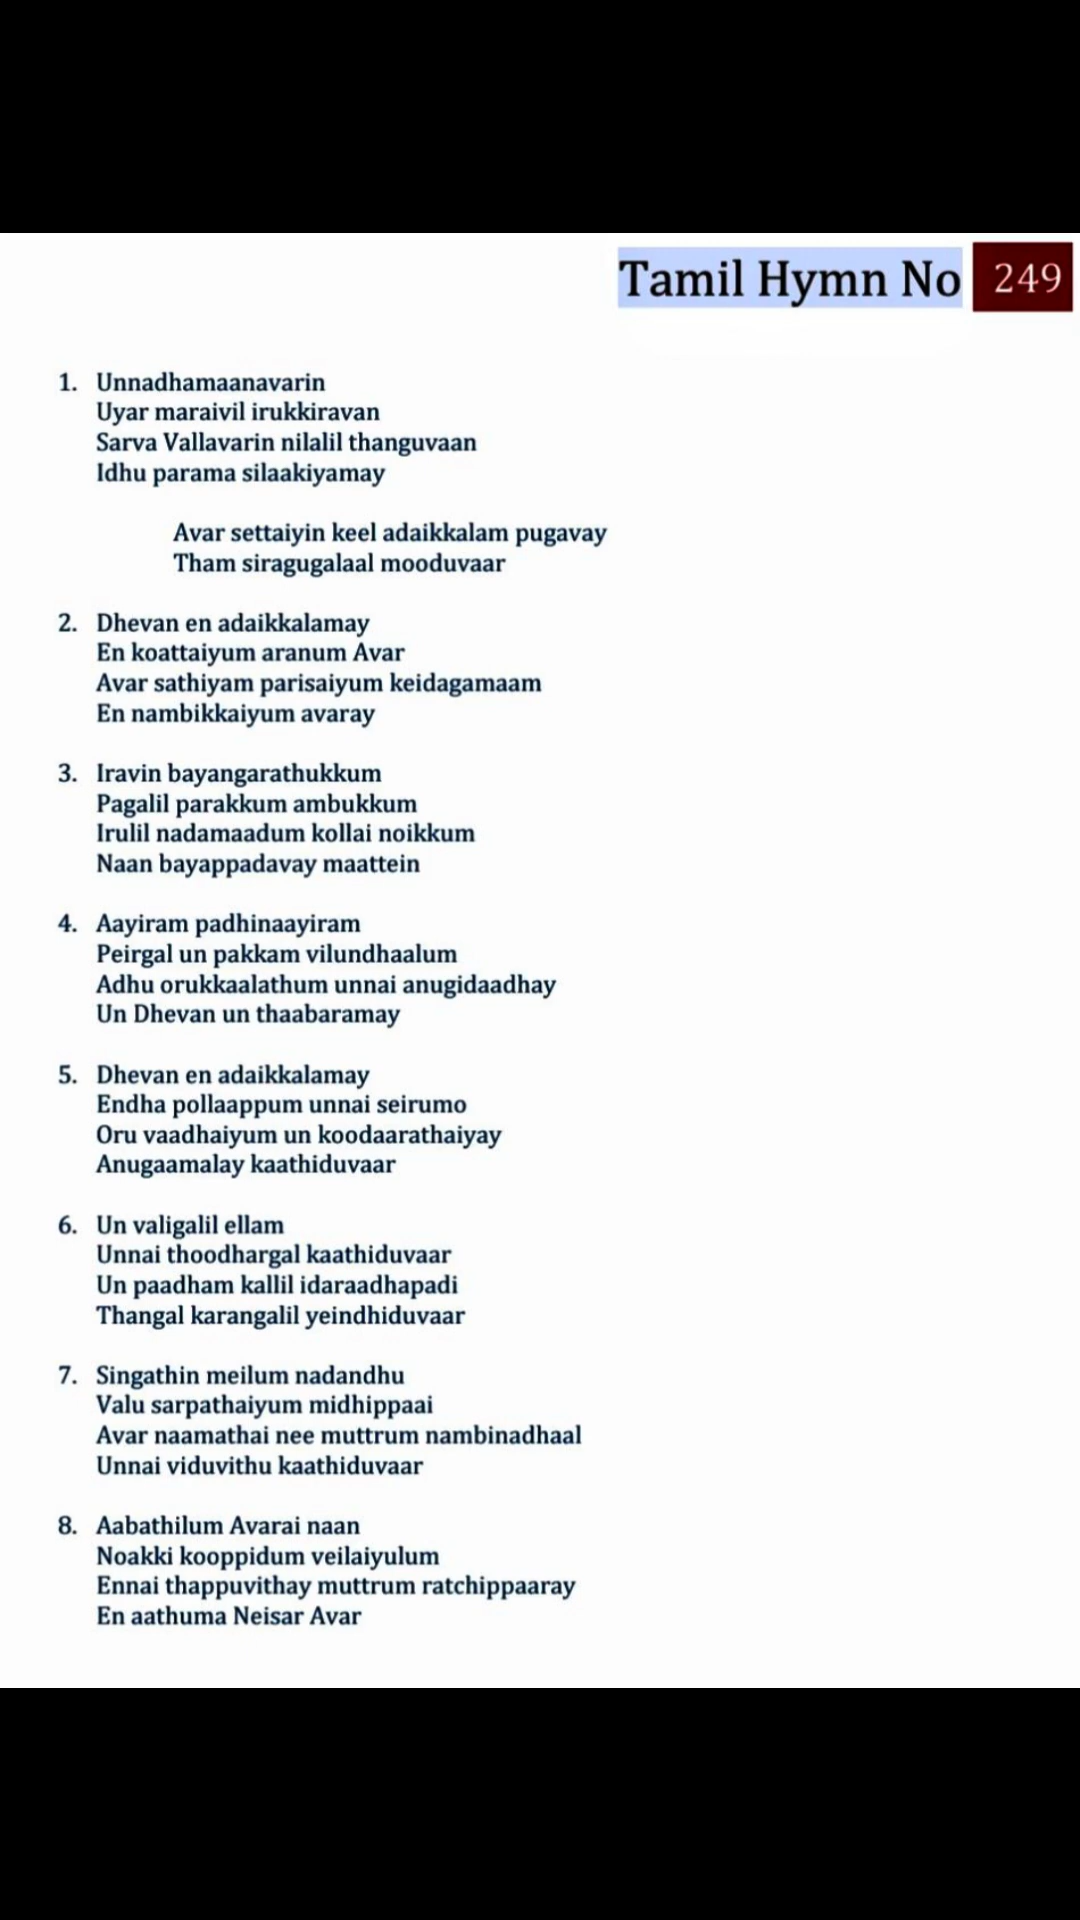 Tamil Hymn No 249
1. Unnadhamaanavarin
Uyar maraivil irukkiravan
Sarva Vallavarin nilalil thanguvaan
Idhu parama silaakiyamay
Avar settaiyin keel adaikkalam pugavay
Tham siragugalaal mooduvaar
2. Dhevan en adaikkalamay
En koattaiyum aranum Avar
Avar sathiyam parisaiyum keidagamaam
En nambikkaiyum avaray
3. Iravin bayangarathukkum
Pagalil parakkum ambukkum
Irulil nadamaadum kollai noikkum
Naan bayappadavay maattein
4. Aayiram padhinaayiram
Peirgal un pakkam vilundhaalum
Adhu orukkaalathum unnai anugidaadhay
Un Dhevan un thaabaramay
5. Dhevan en adaikkalamay
Endha pollaappum unnai seirumo
Oru vaadhaiyum un koodaarathaiyay
Anugaamalay kaathiduvaar
6. Un valigalil ellam
Unnai thoodhargal kaathiduvaar
Un paadham kallil idaraadhapadi
Thangal karangalil yeindhiduvaar
7. Singathin meilum nadandhu
Valu sarpathaiyum midhippaai
Avar naamathai nee muttrum nambinadhaal
Unnai viduvithu kaathiduvaar
8. Aabathilum Avarai naan
Noakki kooppidum veilaiyulum
Ennai thappuvithay muttrum ratchippaaray
En aathuma Neisar Avar